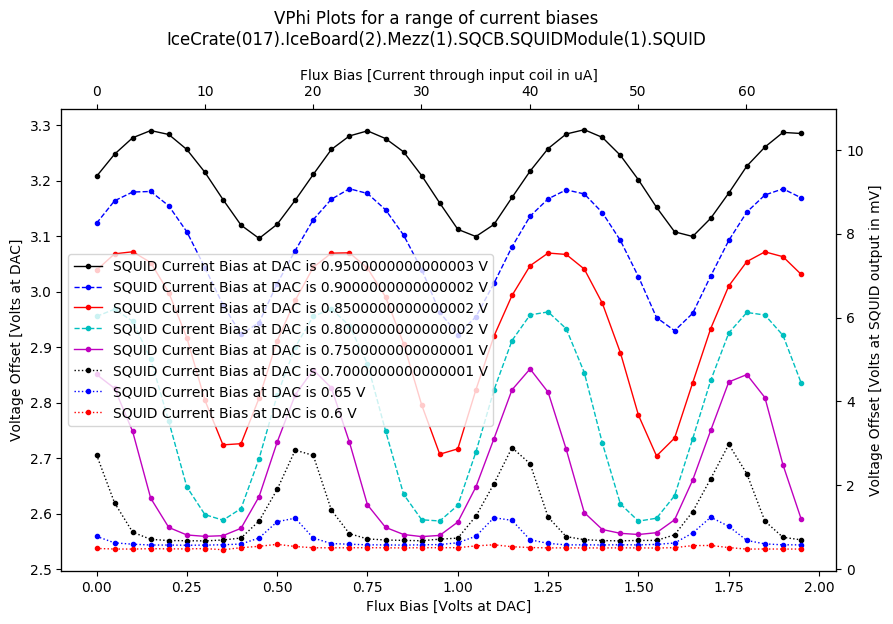 VPhi Plots for a range of current biases
IceCrate(017).IceBoard(2).Mezz(1).SQCB.SQUIDModule(1).SQUID
Flux Bias [Current through input coil in uA]
0 10 20 30 40 50 60
3.3
3.2
3.1
3.0
2.9
2.8
2.7
2.6
2.5
Voltage Offset [Volts at DAC]
SQUID Current Bias at DAC is 0.9500000000000003 V
SQUID Current Bias at DAC is 0.9000000000000002 V
SQUID Current Bias at DAC is 0.8500000000000002 V
SQUID Current Bias at DAC is 0.8000000000000002 V
SQUID Current Bias at DAC is 0.7500000000000001 V
SQUID Current Bias at DAC is 0.7000000000000001 V
SQUID Current Bias at DAC is 0.65 V
SQUID Current Bias at DAC is 0.6 V
10
8
6
4
2
0
Voltage Offset [Volts at SQUID output in mV]
0.00 0.25 0.50 0.75 1.00 1.25 1.50 1.75 2.00
Flux Bias [Volts at DAC]